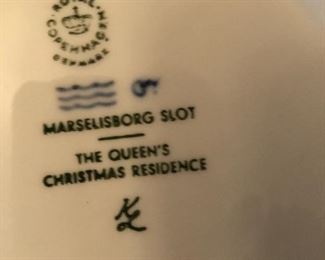 ROYAL
COPENHAGEN
DENMARK
MARSELISBORG SLOT
THE QUEEN'S
CHRISTMAS RESIDENCE